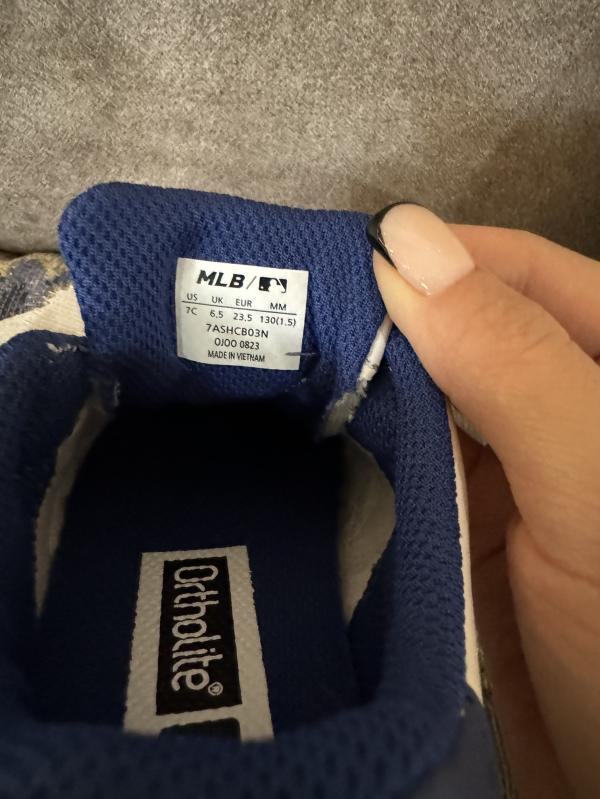 MLB
US UK EUR MM
7C 6.5 23.5 130(1.5)
7ASHCB03N
OJOO 0823
MADE IN VIETNAM
Ortholite®